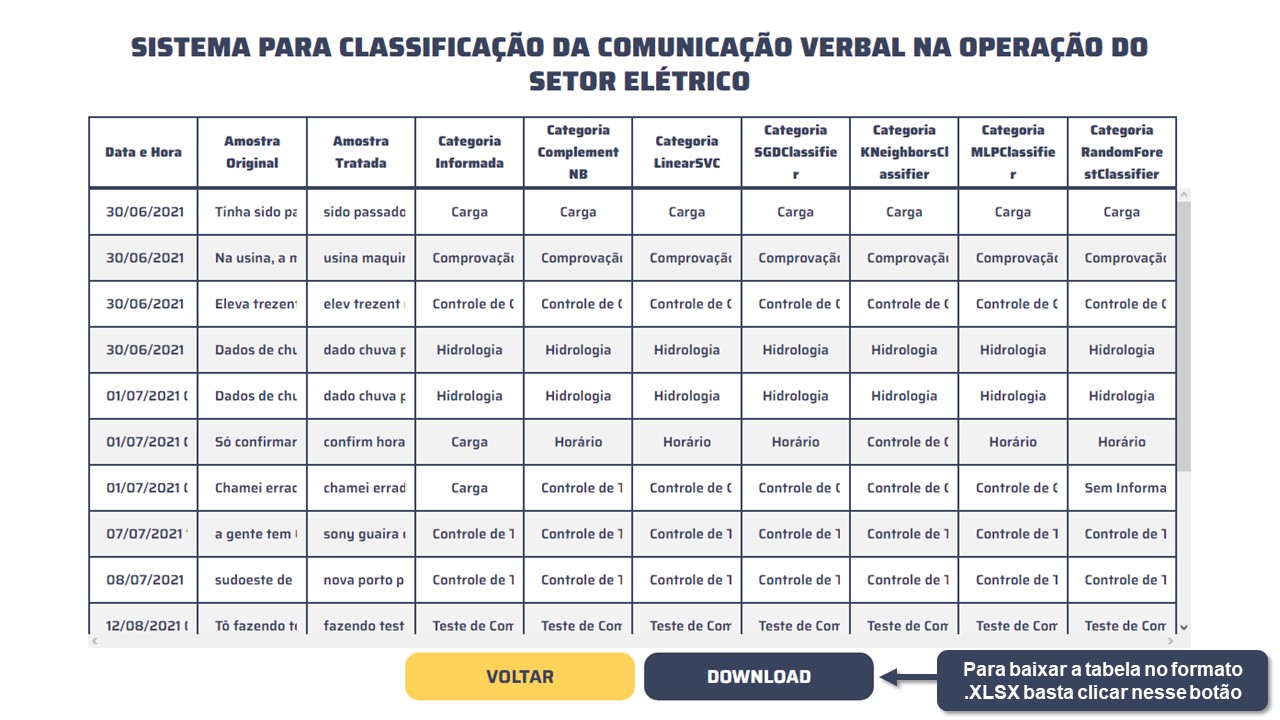 SISTEMA PARA CLASSIFICAÇÃO DA COMUNICAÇÃO VERBAL NA OPERAÇÃO DO
SETOR ELÉTRICO
Data e Hora | Amostra Original | Amostra Tratada | Categoria Informada | Categoria ComplementNB | Categoria LinearSVC | Categoria SGDClassifier | Categoria KNeighborsClassifier | Categoria MLPClassifier | Categoria RandomForestClassifier
30/06/2021 Tinha sido sido passado Carga Carga Carga Carga Carga Carga Carga
30/06/2021 Na usina, a usina maquin Comprovação Comprovação Comprovação Comprovação Comprovação Comprovação Comprovação
30/06/2021 Eleva trezent elev trezent Controle de Controle de Controle de Controle de Controle de Controle de Controle de
30/06/2021 Dados de chu dado chuva Hidrologia Hidrologia Hidrologia Hidrologia Hidrologia Hidrologia Hidrologia
01/07/2021 Dados de chu dado chuva Hidrologia Hidrologia Hidrologia Hidrologia Hidrologia Hidrologia Hidrologia
01/07/2021 Só confirmar confirm hora Carga Horário Horário Horário Controle de Horário Horário
01/07/2021 Chamei errad chamei errad Carga Controle de T Controle de Controle de Controle de Controle de Sem Informa
07/07/2021 a gente tem sony guaira Controle de T Controle de T Controle de T Controle de T Controle de T Controle de T Controle de T
08/07/2021 sudoeste de nova porto p Controle de T Controle de T Controle de T Controle de T Controle de T Controle de T Controle de T
12/08/2021 Tô fazendo te fazendo test Teste de Com Teste de Com Teste de Com Teste de Com Teste de Com Teste de Com Teste de Com
VOLTAR
DOWNLOAD
Para baixar a tabela no formato
.XLSX basta clicar nesse botão